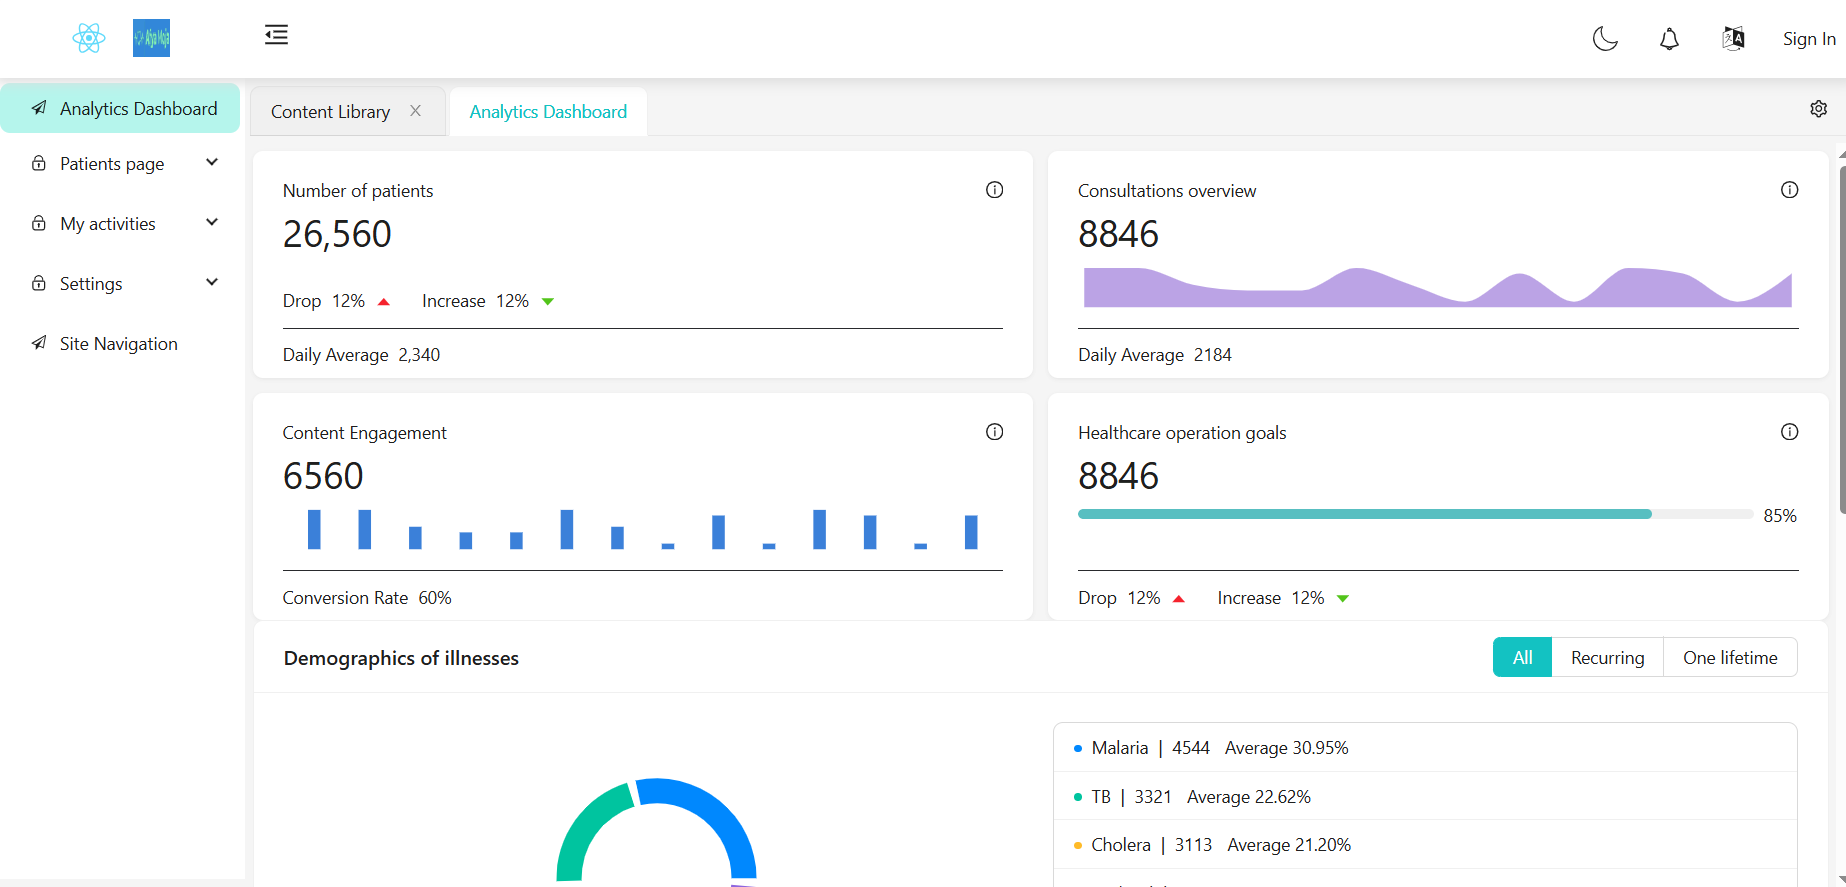 Afya Moja
Sign In
Analytics Dashboard
Patients page
My activities
Settings
Site Navigation
Content Library
Analytics Dashboard
Number of patients
26,560
Drop 12% Increase 12%
Daily Average 2,340
Consultations overview
8846
Daily Average 2184
Content Engagement
6560
Conversion Rate 60%
Healthcare operation goals
8846
85%
Drop 12% Increase 12%
Demographics of illnesses
All Recurring One lifetime
Malaria | 4544 Average 30.95%
TB | 3321 Average 22.62%
Cholera | 3113 Average 21.20%